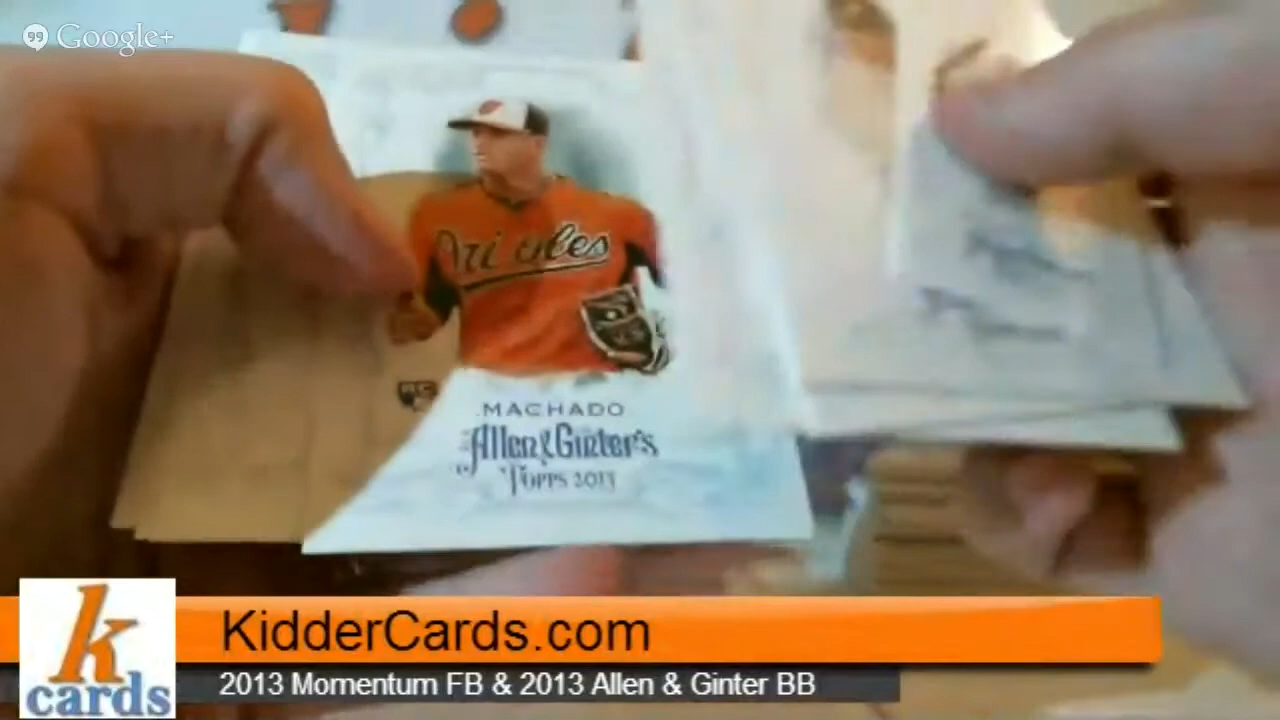 Google+
Orioles
RC
MACHADO
Allen & Ginter's
TOPPS 2013
k
cards
KidderCards.com
2013 Momentum FB & 2013 Allen & Ginter BB